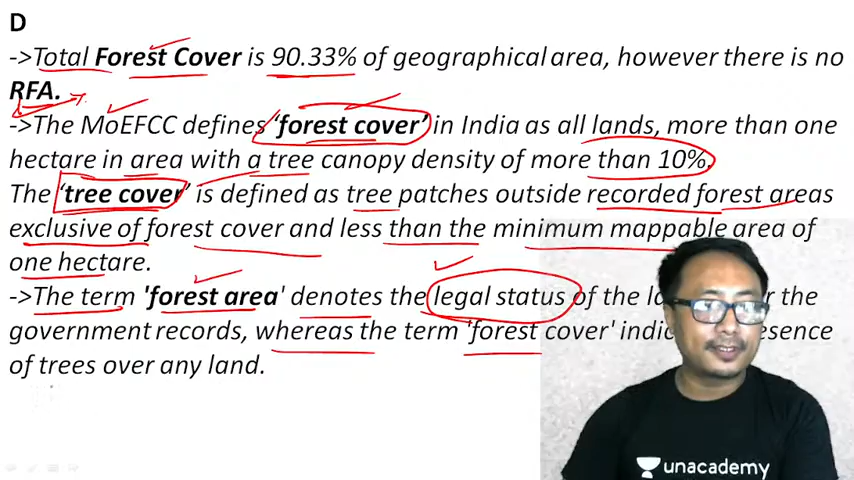 D
->Total Forest Cover is 90.33% of geographical area, however there is no
RFA.
->The MoEFCC defines 'forest cover' in India as all lands, more than one
hectare in area with a tree canopy density of more than 10%.
The 'tree cover' is defined as tree patches outside recorded forest areas
exclusive of forest cover and less than the minimum mappable area of
one hectare.
->The term 'forest area' denotes the legal status of the the
government records, whereas the term 'forest cover'
of trees over any land.
unacademy